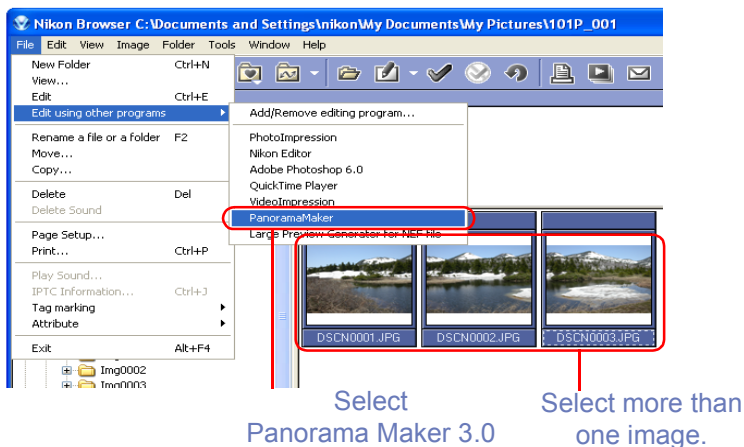 Nikon Browser C:\Documents and Settings\nikon\My Documents\My Pictures\101P_001
File Edit View Image Folder Tools Window Help
New Folder Ctrl+N
View...
Edit Ctrl+E
Edit using other programs
Rename a file or a folder F2
Move...
Copy...
Delete Del
Delete Sound
Page Setup...
Print... Ctrl+P
Play Sound...
IPTC Information... Ctrl+J
Tag marking
Attribute
Exit Alt+F4
Add/Remove editing program...
PhotoImpression
Nikon Editor
Adobe Photoshop 6.0
QuickTime Player
VideoImpression
PanoramaMaker
Large Preview Generator for NEF file
DSCN0001.JPG DSCN0002.JPG DSCN0003.JPG
Img0002
Img0003
Select
Panorama Maker 3.0
Select more than
one image.